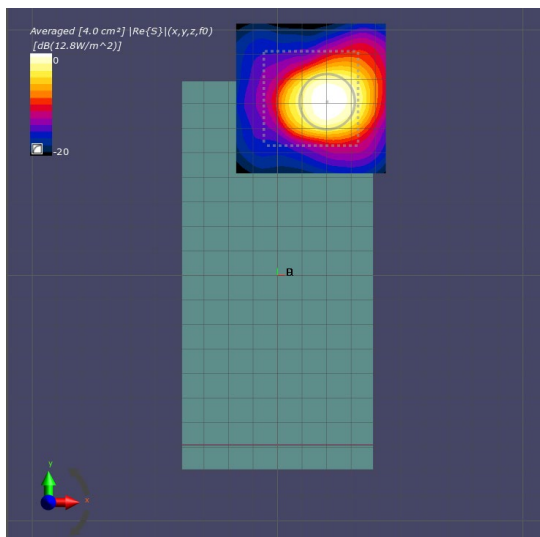 Averaged [4.0 cm²] |Re{S}|(x,y,z,f0)
[dB(12.8W/m^2)]
0
-20
y
x